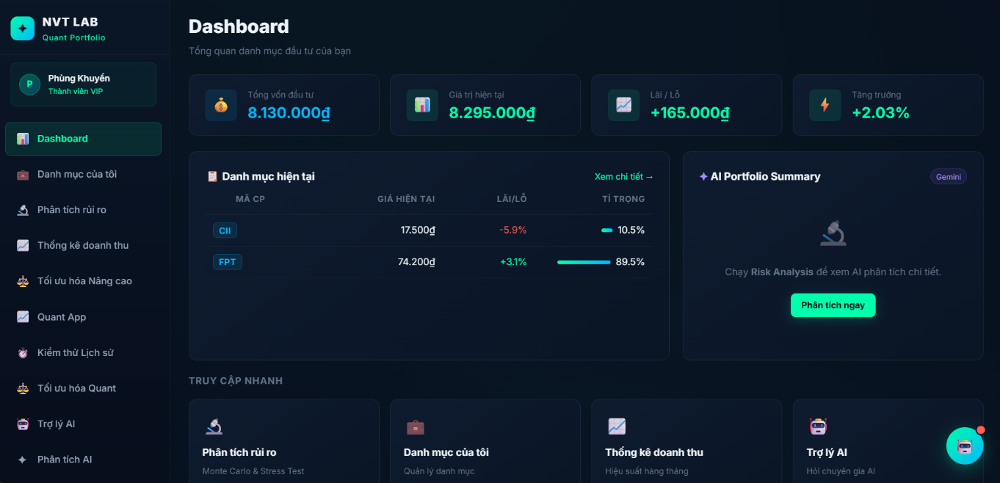 NVT LAB
Quant Portfolio
P
Phùng Khuyển
Thành viên VIP
Dashboard
Danh mục của tôi
Phân tích rủi ro
Thống kê doanh thu
Tối ưu hóa Nâng cao
Quant App
Kiểm thử Lịch sử
Tối ưu hóa Quant
Trợ lý AI
Phân tích AI
Dashboard
Tổng quan danh mục đầu tư của bạn
Tổng vốn đầu tư
8.130.000₫
Giá trị hiện tại
8.295.000₫
Lãi / Lỗ
+165.000₫
Tăng trưởng
+2.03%
Danh mục hiện tại
Xem chi tiết →
MÃ CP GIÁ HIỆN TẠI LÃI/LỖ TỈ TRỌNG
CII 17.500₫ -5.9% 10.5%
FPT 74.200₫ +3.1% 89.5%
AI Portfolio Summary
Gemini
Chạy Risk Analysis để xem AI phân tích chi tiết.
Phân tích ngay
TRUY CẬP NHANH
Phân tích rủi ro
Monte Carlo & Stress Test
Danh mục của tôi
Quản lý danh mục
Thống kê doanh thu
Hiệu suất hàng tháng
Trợ lý AI
Hỏi chuyên gia AI